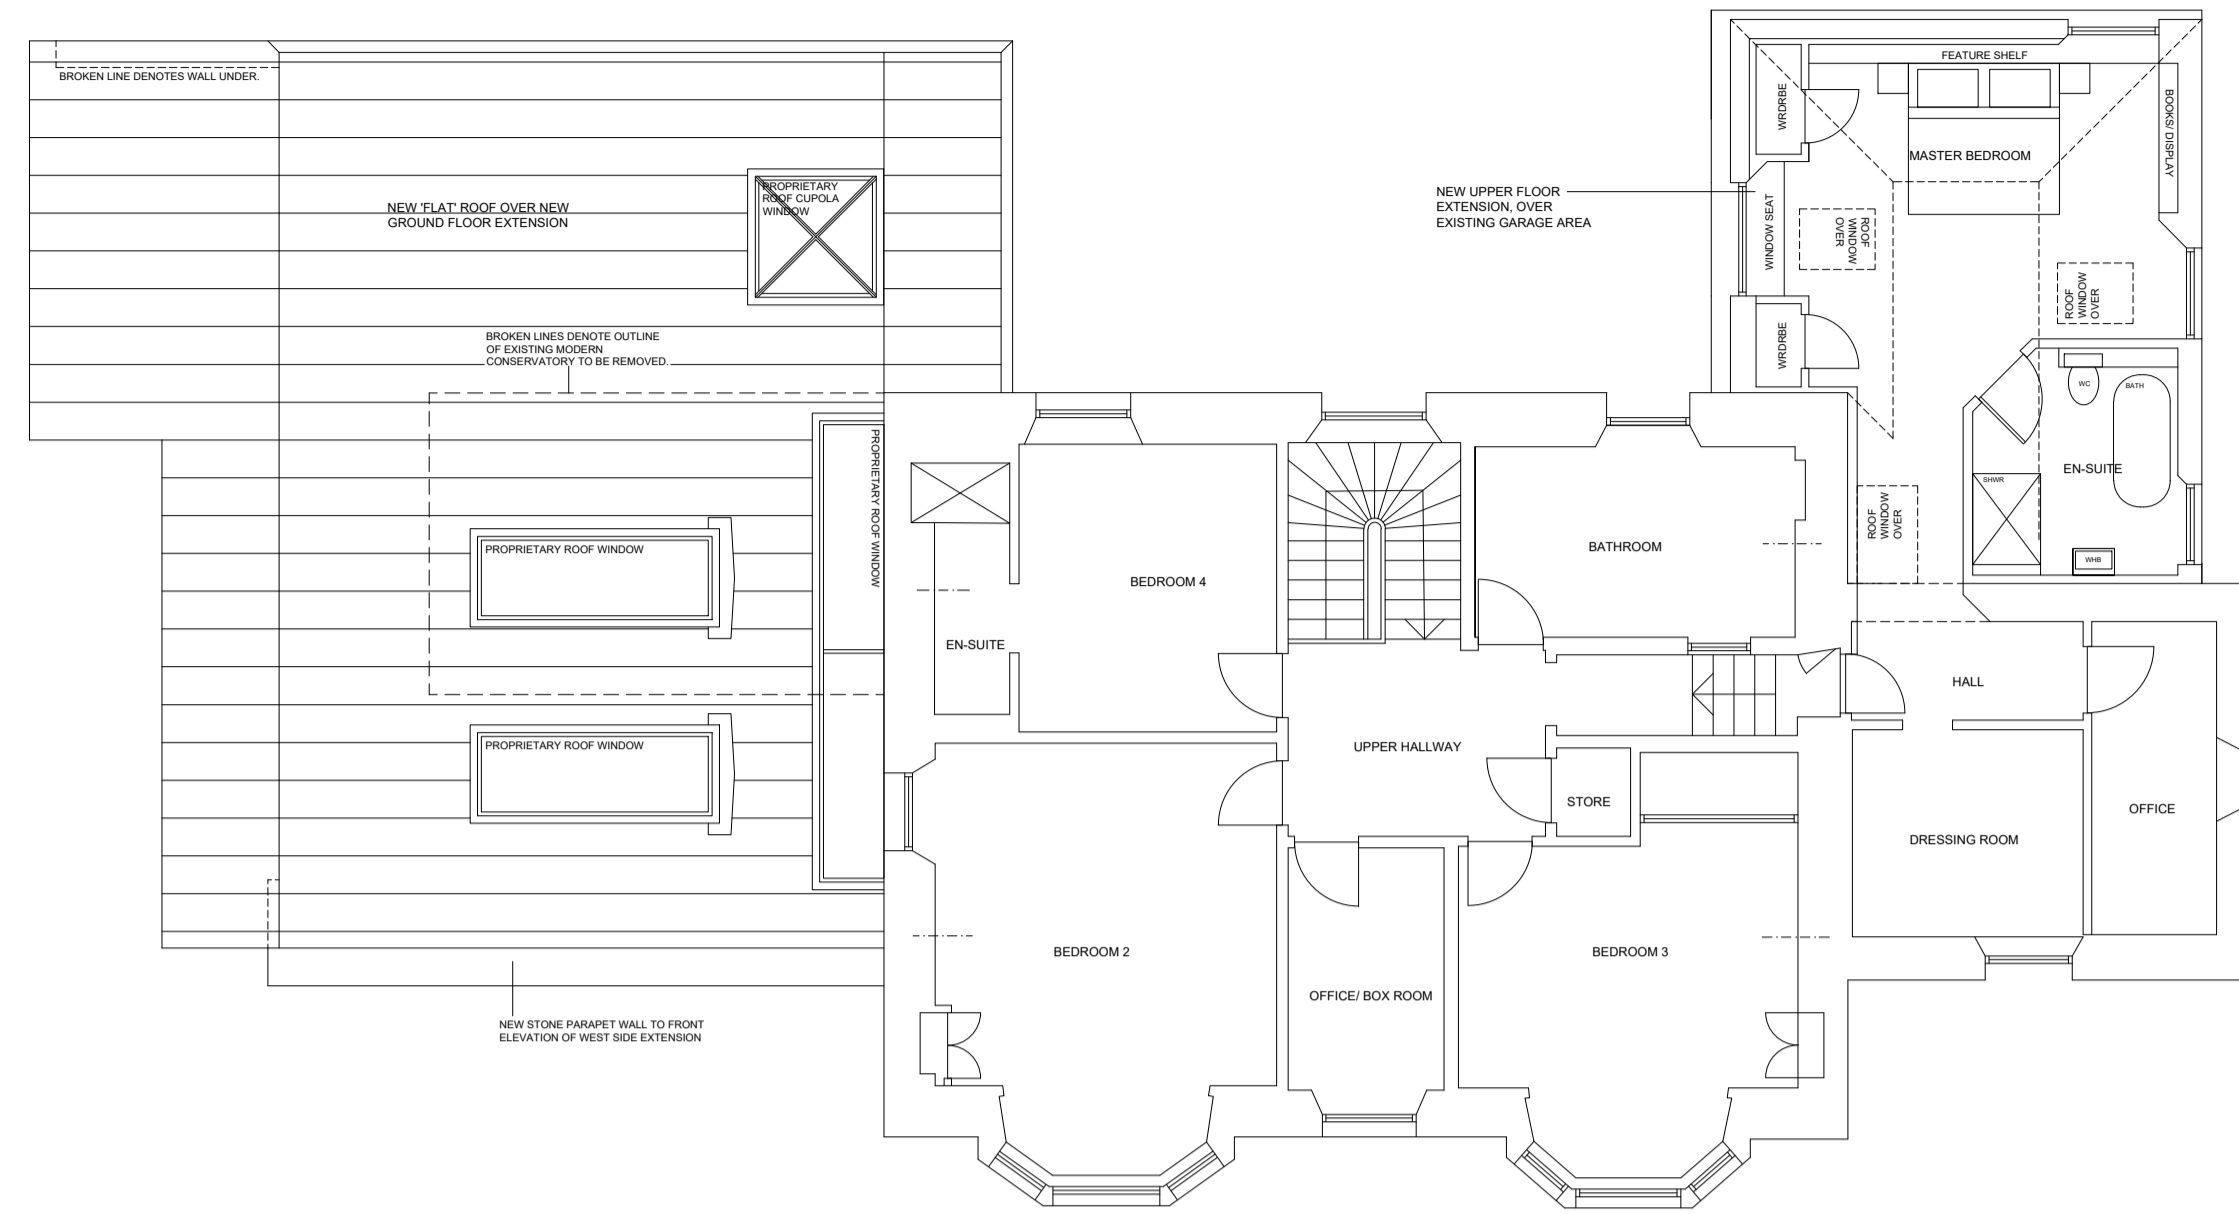 BROKEN LINE DENOTES WALL UNDER.
NEW 'FLAT' ROOF OVER NEW
GROUND FLOOR EXTENSION
PROPRIETARY
ROOF CUPOLA
WINDOW
BROKEN LINES DENOTE OUTLINE
OF EXISTING MODERN
CONSERVATORY TO BE REMOVED.
PROPRIETARY ROOF WINDOW
PROPRIETARY ROOF WINDOW
PROPRIETARY ROOF WINDOW
NEW STONE PARAPET WALL TO FRONT
ELEVATION OF WEST SIDE EXTENSION
EN-SUITE
BEDROOM 4
BEDROOM 2
UPPER HALLWAY
OFFICE/ BOX ROOM
BATHROOM
STORE
BEDROOM 3
NEW UPPER FLOOR
EXTENSION, OVER
EXISTING GARAGE AREA
WRDRBE
WINDOW SEAT
WRDRBE
FEATURE SHELF
MASTER BEDROOM
BOOKS/ DISPLAY
ROOF
WINDOW
OVER
ROOF
WINDOW
OVER
ROOF
WINDOW
OVER
WC
BATH
EN-SUITE
SHWR
WHB
HALL
DRESSING ROOM
OFFICE